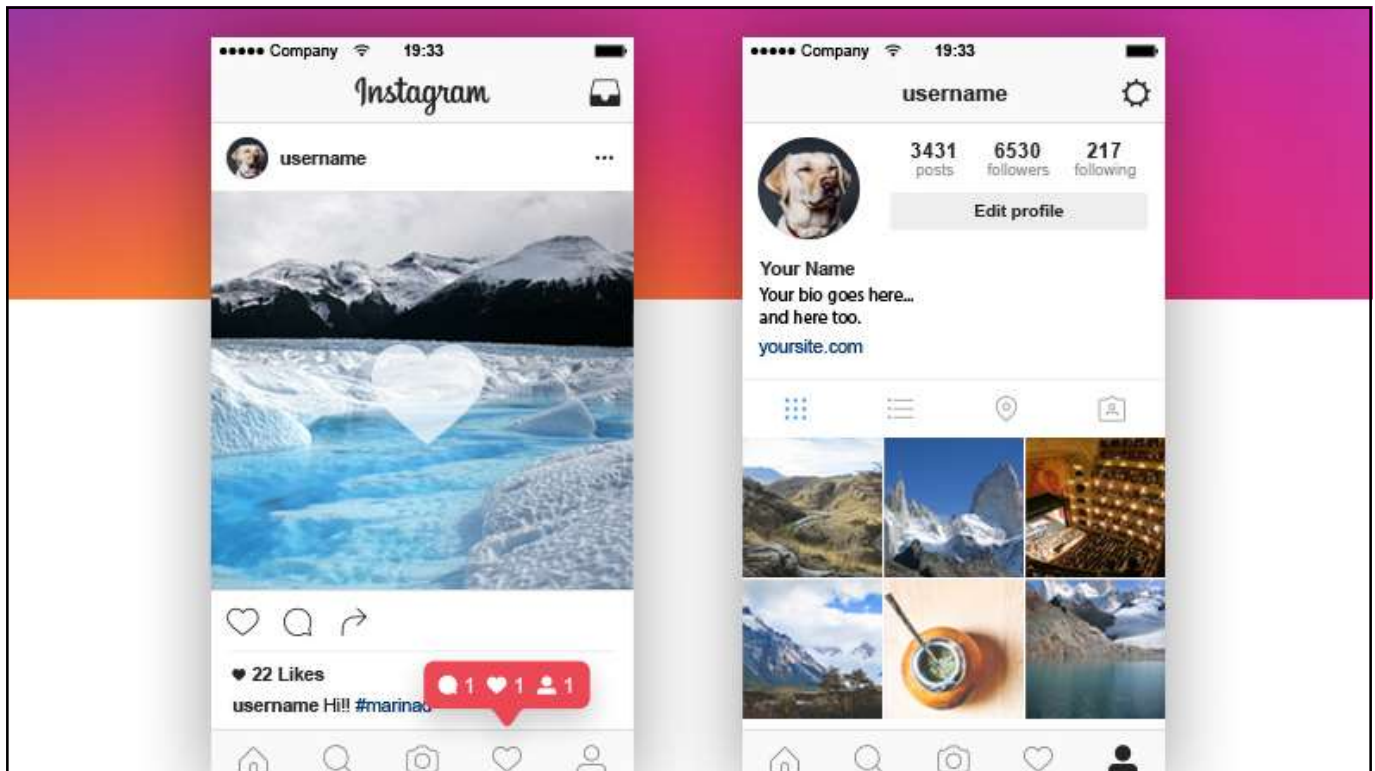 Company 19:33
Instagram
username
22 Likes
username Hi!! #marinad
1 1 1
Company 19:33
username
3431 6530 217
posts followers following
Edit profile
Your Name
Your bio goes here...
and here too.
yoursite.com